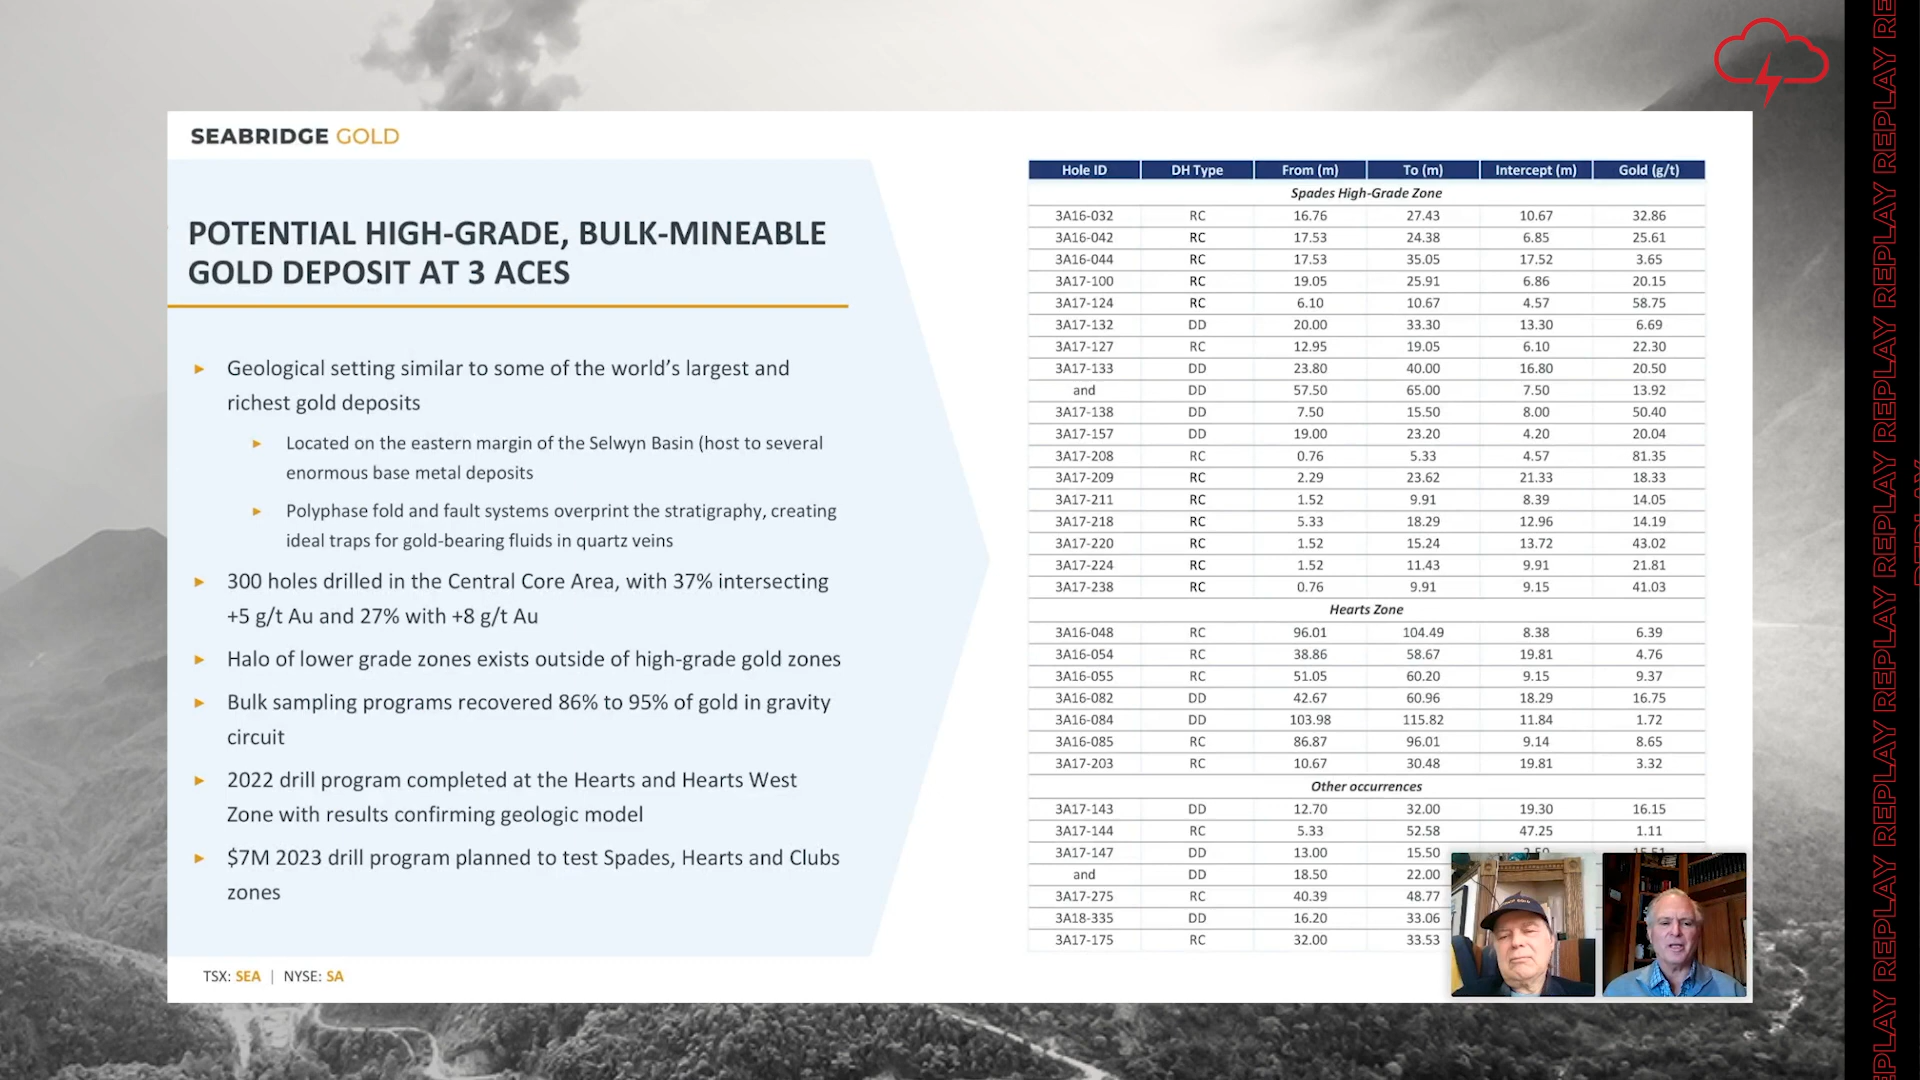 SEABRIDGE GOLD
POTENTIAL HIGH-GRADE, BULK-MINEABLE
GOLD DEPOSIT AT 3 ACES
Geological setting similar to some of the world's largest and
richest gold deposits
Located on the eastern margin of the Selwyn Basin (host to several
enormous base metal deposits
Polyphase fold and fault systems overprint the stratigraphy, creating
ideal traps for gold-bearing fluids in quartz veins
300 holes drilled in the Central Core Area, with 37% intersecting
+5 g/t Au and 27% with +8 g/t Au
Halo of lower grade zones exists outside of high-grade gold zones
Bulk sampling programs recovered 86% to 95% of gold in gravity
circuit
2022 drill program completed at the Hearts and Hearts West
Zone with results confirming geologic model
$7M 2023 drill program planned to test Spades, Hearts and Clubs
zones
TSX: SEA | NYSE: SA
Hole ID DH Type From (m) To (m) Intercept (m) Gold (g/t)
Spades High-Grade Zone
3A16-032 RC 16.76 27.43 10.67 32.86
3A16-042 RC 17.53 24.38 6.85 25.61
3A16-044 RC 17.53 35.05 17.52 3.65
3A17-100 RC 19.05 25.91 6.86 20.15
3A17-124 RC 6.10 10.67 4.57 58.75
3A17-132 DD 20.00 33.30 13.30 6.69
3A17-127 RC 12.95 19.05 6.10 22.30
3A17-133 DD 23.80 40.00 16.80 20.50
and DD 57.50 65.00 7.50 13.92
3A17-138 DD 7.50 15.50 8.00 50.40
3A17-157 DD 19.00 23.20 4.20 20.04
3A17-208 RC 0.76 5.33 4.57 81.35
3A17-209 RC 2.29 23.62 21.33 18.33
3A17-211 RC 1.52 9.91 8.39 14.05
3A17-218 RC 5.33 18.29 12.96 14.19
3A17-220 RC 1.52 15.24 13.72 43.02
3A17-224 RC 1.52 11.43 9.91 21.81
3A17-238 RC 0.76 9.91 9.15 41.03
Hearts Zone
3A16-048 RC 96.01 104.49 8.38 6.39
3A16-054 RC 38.86 58.67 19.81 4.76
3A16-055 RC 51.05 60.20 9.15 9.37
3A16-082 DD 42.67 60.96 18.29 16.75
3A16-084 DD 103.98 115.82 11.84 1.72
3A16-085 RC 86.87 96.01 9.14 8.65
3A17-203 RC 10.67 30.48 19.81 3.32
Other occurrences
3A17-143 DD 12.70 32.00 19.30 16.15
3A17-144 RC 5.33 52.58 47.25 1.11
3A17-147 DD 13.00 15.50
and DD 18.50 22.00
3A17-275 RC 40.39 48.77
3A18-335 DD 16.20 33.06
3A17-175 RC 32.00 33.53
REPLAY REPLAY REPLAY REPLAY REPLAY REPLAY REPLAY